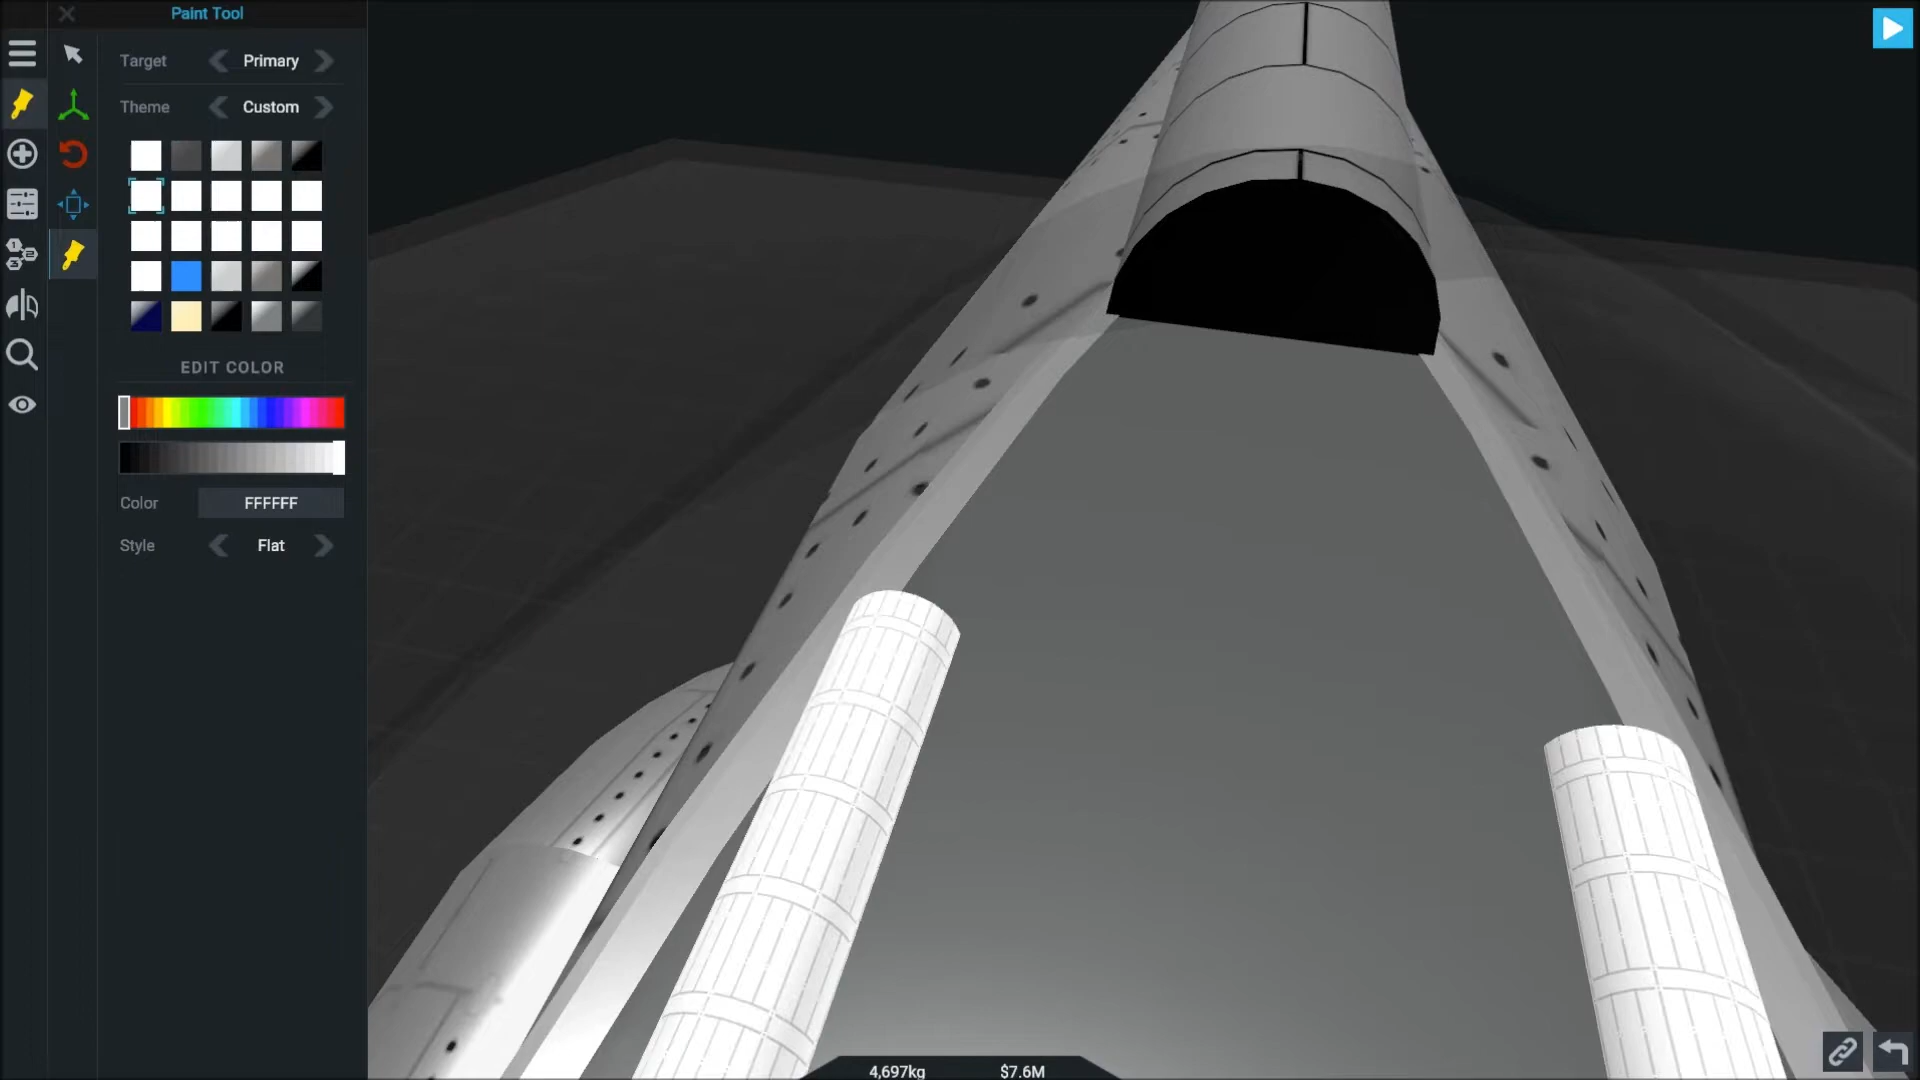 Paint Tool
Target Primary
Theme Custom
EDIT COLOR
Color FFFFFF
Style Flat
4,697kg $7.6M